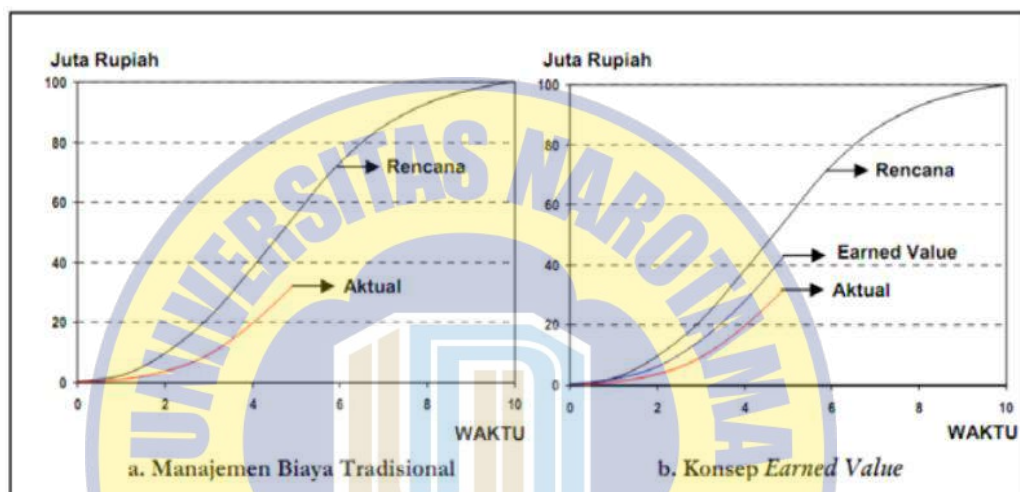 Juta Rupiah
100
80
Rencana
60
40
Aktual
20
0
0 2 4 6 8 10
WAKTU
a. Manajemen Biaya Tradisional
Juta Rupiah
100
80
Rencana
60
Earned Value
40
Aktual
20
0
0 2 4 6 8 10
WAKTU
b. Konsep Earned Value
UNIVERSITAS NAROTAMA